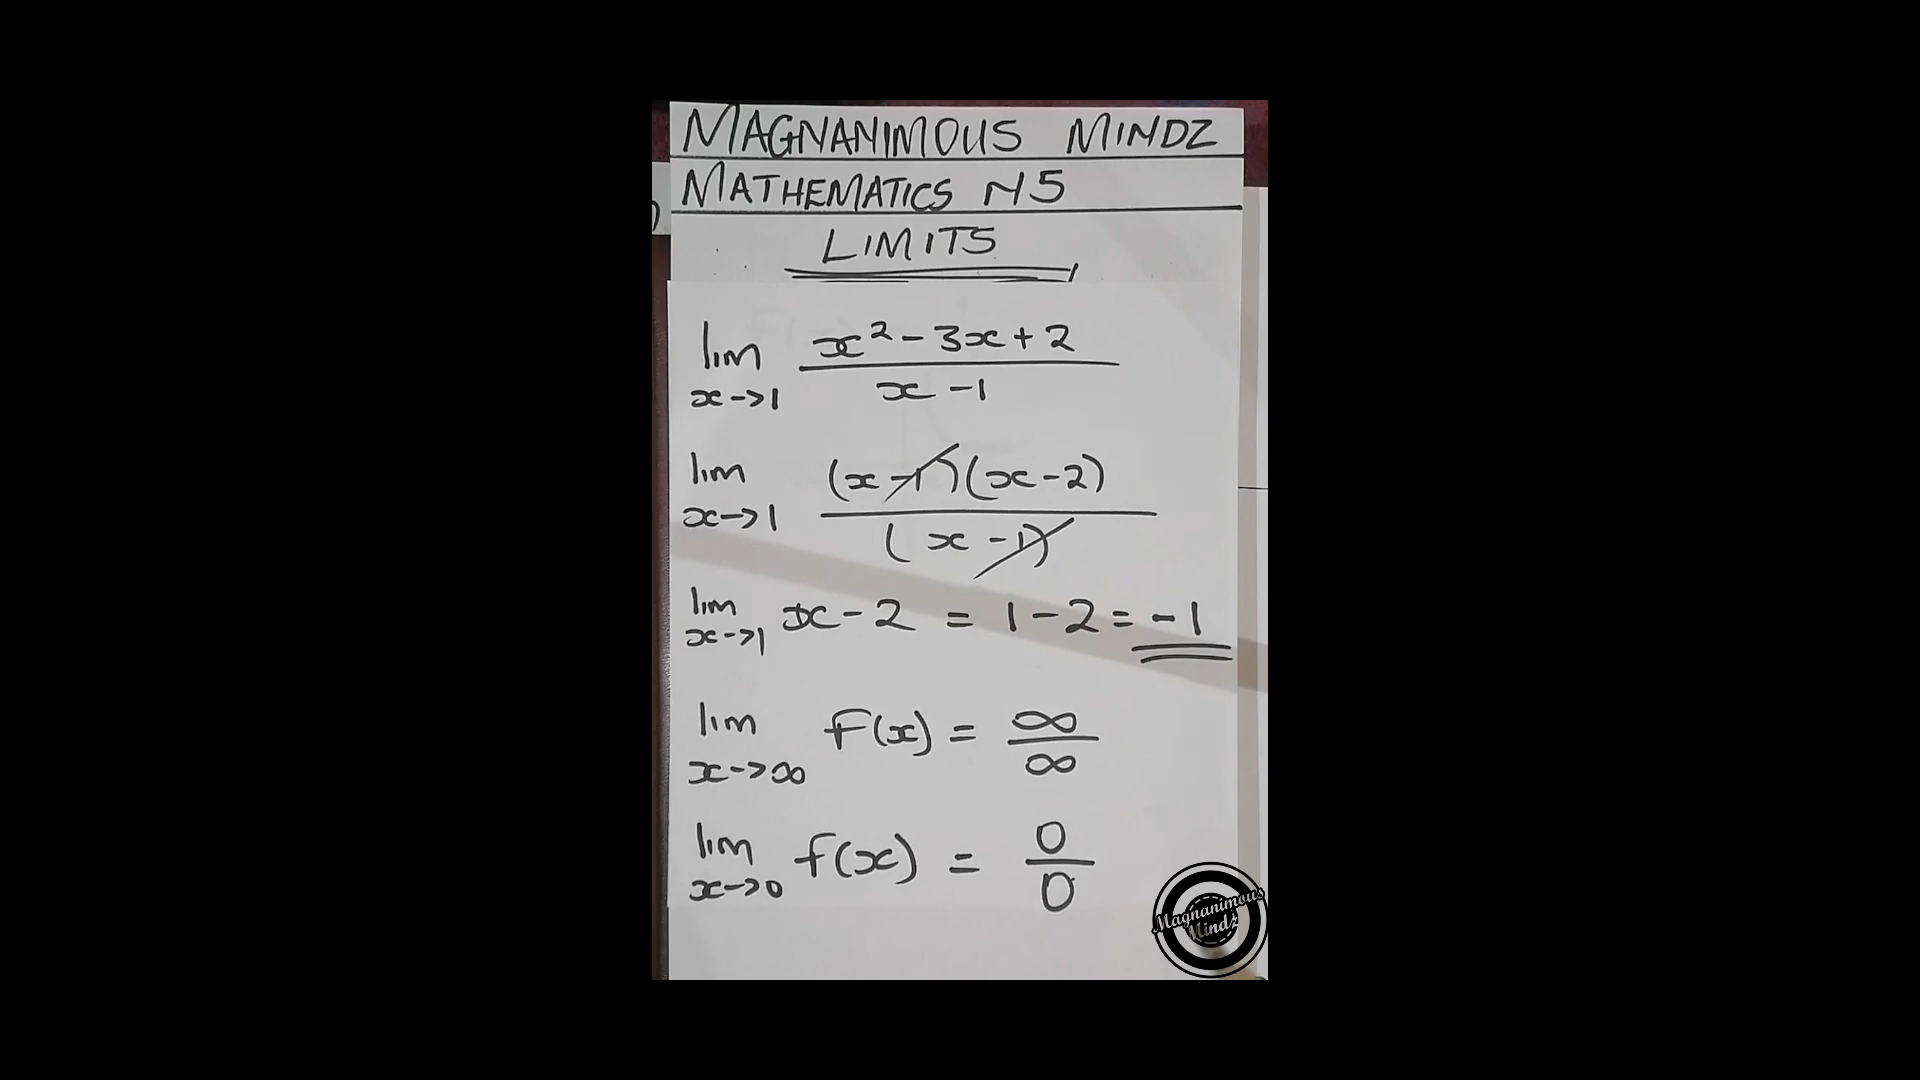 MAGNANIMOUS MINDZ
MATHEMATICS N5
LIMITS
lim x→1 x² - 3x + 2 / x - 1
lim x→1 (x - 1)(x - 2) / (x - 1)
lim x→1 x - 2 = 1 - 2 = -1
lim x→∞ F(x) = ∞/∞
lim x→0 f(x) = 0/0
Magnanimous
Mindz